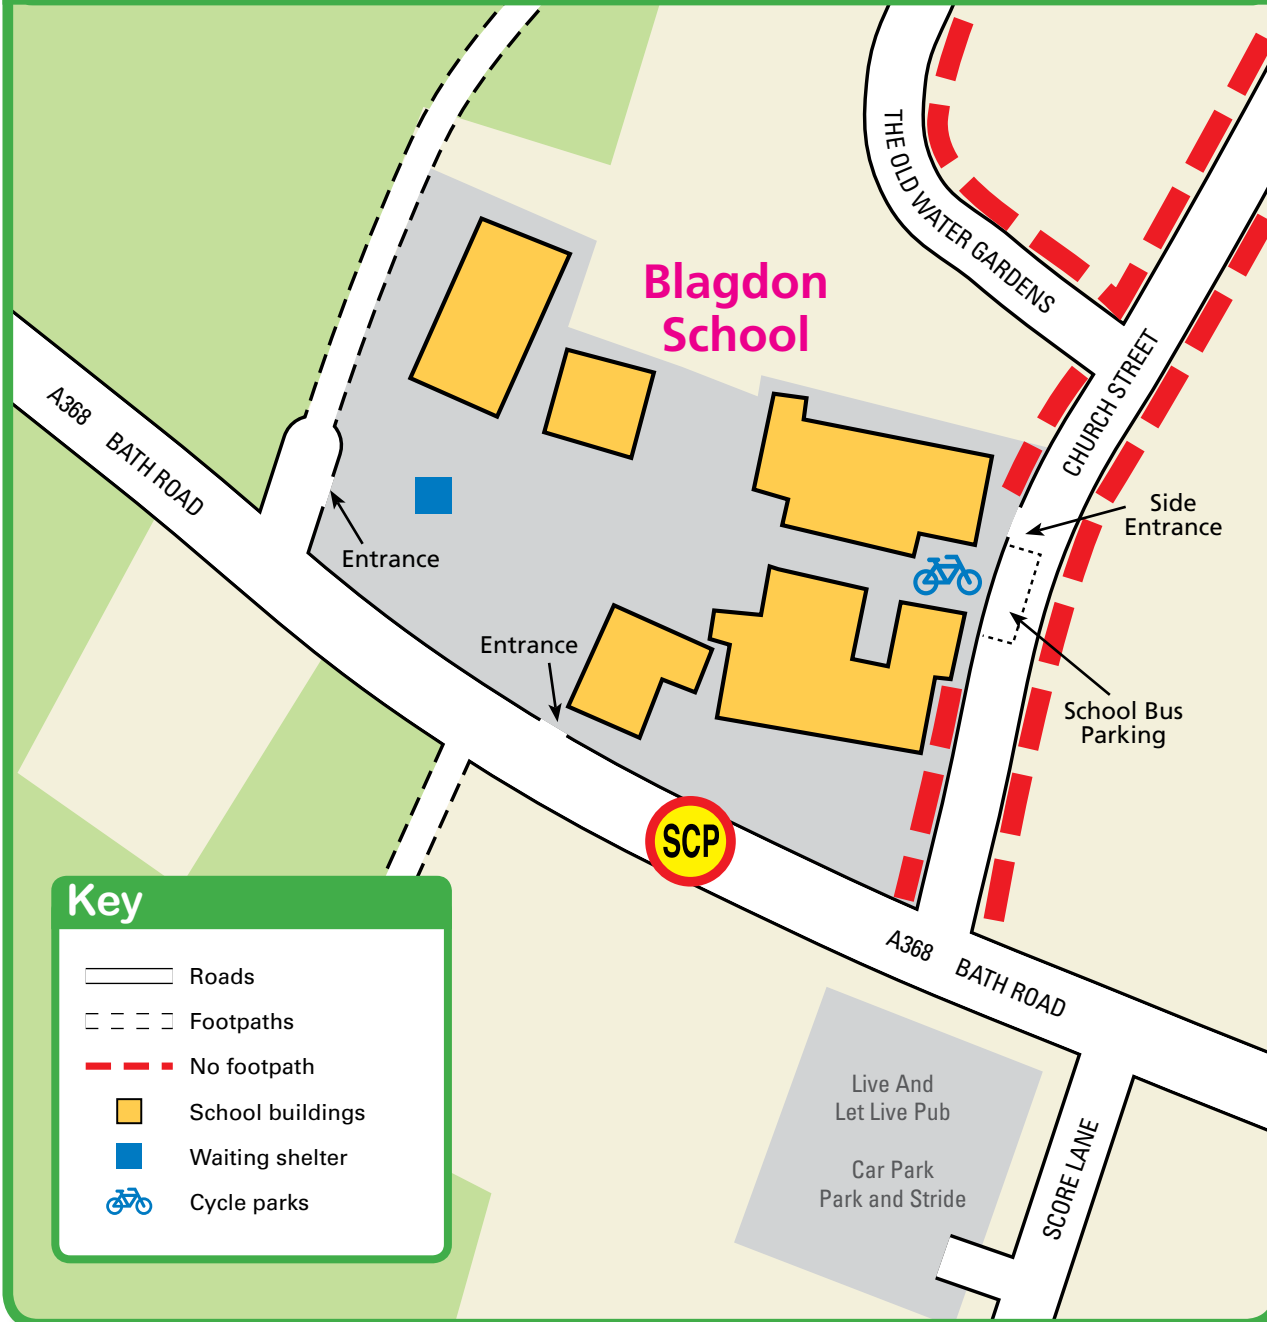 THE OLD WATER GARDENS
Blagdon
School
CHURCH STREET
A368 BATH ROAD
Side
Entrance
Entrance
Entrance
School Bus
Parking
SCP
A368 BATH ROAD
Key
Roads
Footpaths
No footpath
School buildings
Waiting shelter
Cycle parks
Live And
Let Live Pub
Car Park
Park and Stride
SCORE LANE